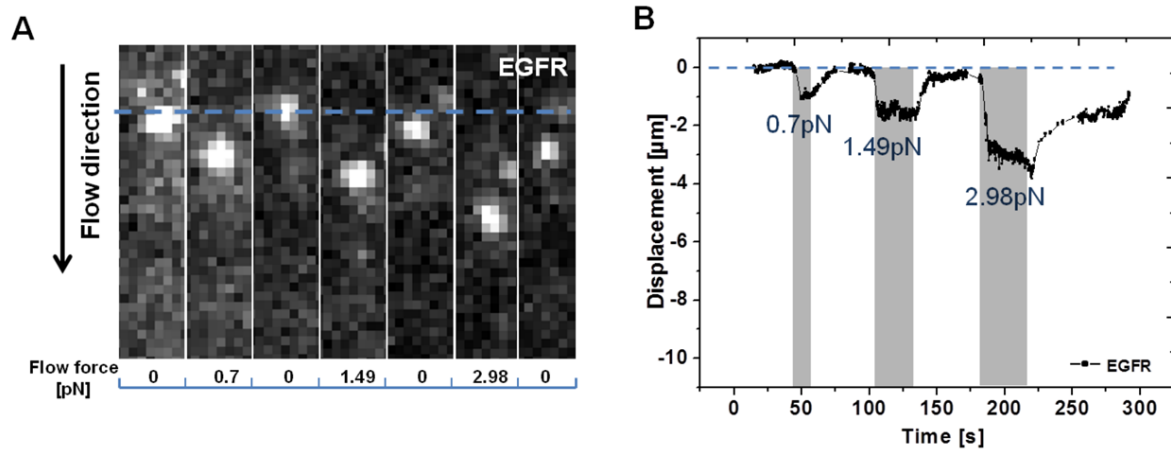 A
Flow direction
EGFR
Flow force
[pN]
0 0.7 0 1.49 0 2.98 0
B
Displacement [µm]
0
-2
-4
-6
-8
-10
0.7pN
1.49pN
2.98pN
EGFR
0 50 100 150 200 250 300
Time [s]